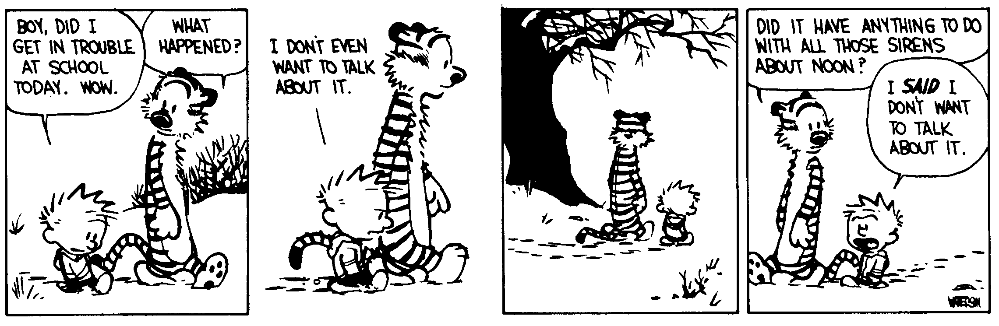 BOY, DID I
GET IN TROUBLE
AT SCHOOL
TODAY. WOW.
WHAT
HAPPENED?
I DON'T EVEN
WANT TO TALK
ABOUT IT.
DID IT HAVE ANYTHING TO DO
WITH ALL THOSE SIRENS
ABOUT NOON?
I SAID I
DON'T WANT
TO TALK
ABOUT IT.
WATTERSON